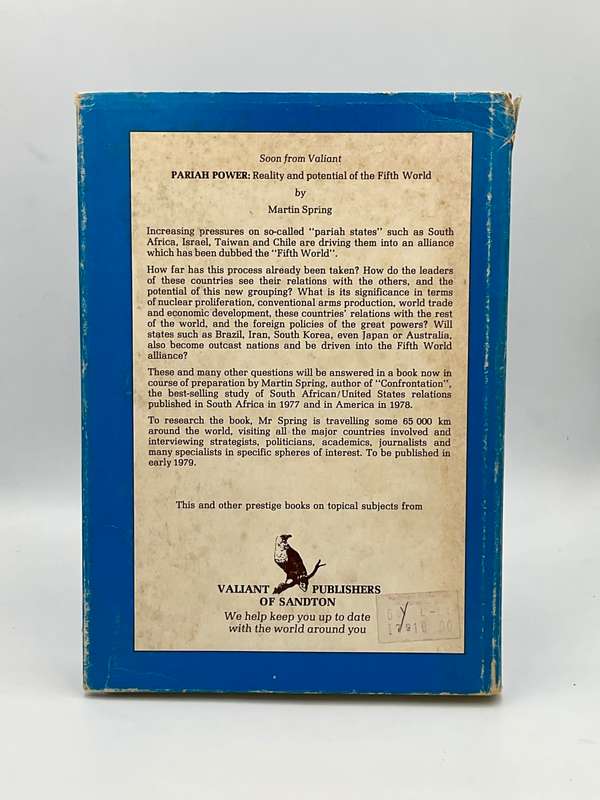 Soon from Valiant
PARIAH POWER: Reality and potential of the Fifth World
by
Martin Spring
Increasing pressures on so-called "pariah states" such as South
Africa, Israel, Taiwan and Chile are driving them into an alliance
which has been dubbed the "Fifth World".
How far has this process already been taken? How do the leaders
of these countries see their relations with the others, and the
potential of this new grouping? What is its significance in terms
of nuclear proliferation, conventional arms production, world trade
and economic development, these countries' relations with the rest
of the world, and the foreign policies of the great powers? Will
states such as Brazil, Iran, South Korea, even Japan or Australia,
also become outcast nations and be driven into the Fifth World
alliance?
These and many other questions will be answered in a book now in
course of preparation by Martin Spring, author of "Confrontation",
the best-selling study of South African/United States relations
published in South Africa in 1977 and in America in 1978.
To research the book, Mr Spring is travelling some 65 000 km
around the world, visiting all the major countries involved and
interviewing strategists, politicians, academics, journalists and
many specialists in specific spheres of interest. To be published in
early 1979.
This and other prestige books on topical subjects from
VALIANT PUBLISHERS
OF SANDTON
We help keep you up to date
with the world around you